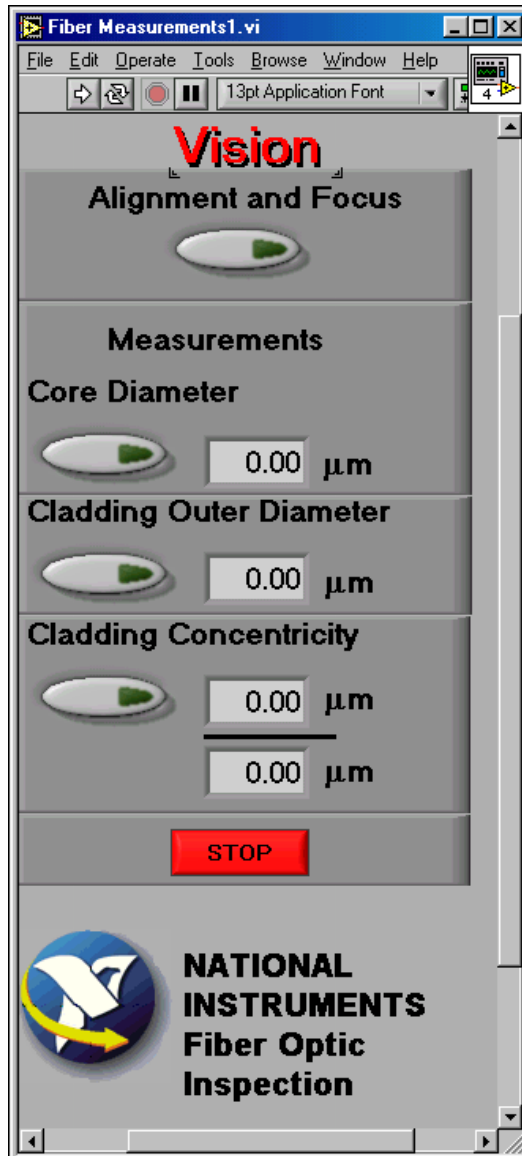 Fiber Measurements1.vi
File Edit Operate Tools Browse Window Help
13pt Application Font
4
Vision
Alignment and Focus
Measurements
Core Diameter
0.00 μm
Cladding Outer Diameter
0.00 μm
Cladding Concentricity
0.00 μm
0.00 μm
STOP
NATIONAL
INSTRUMENTS
Fiber Optic
Inspection